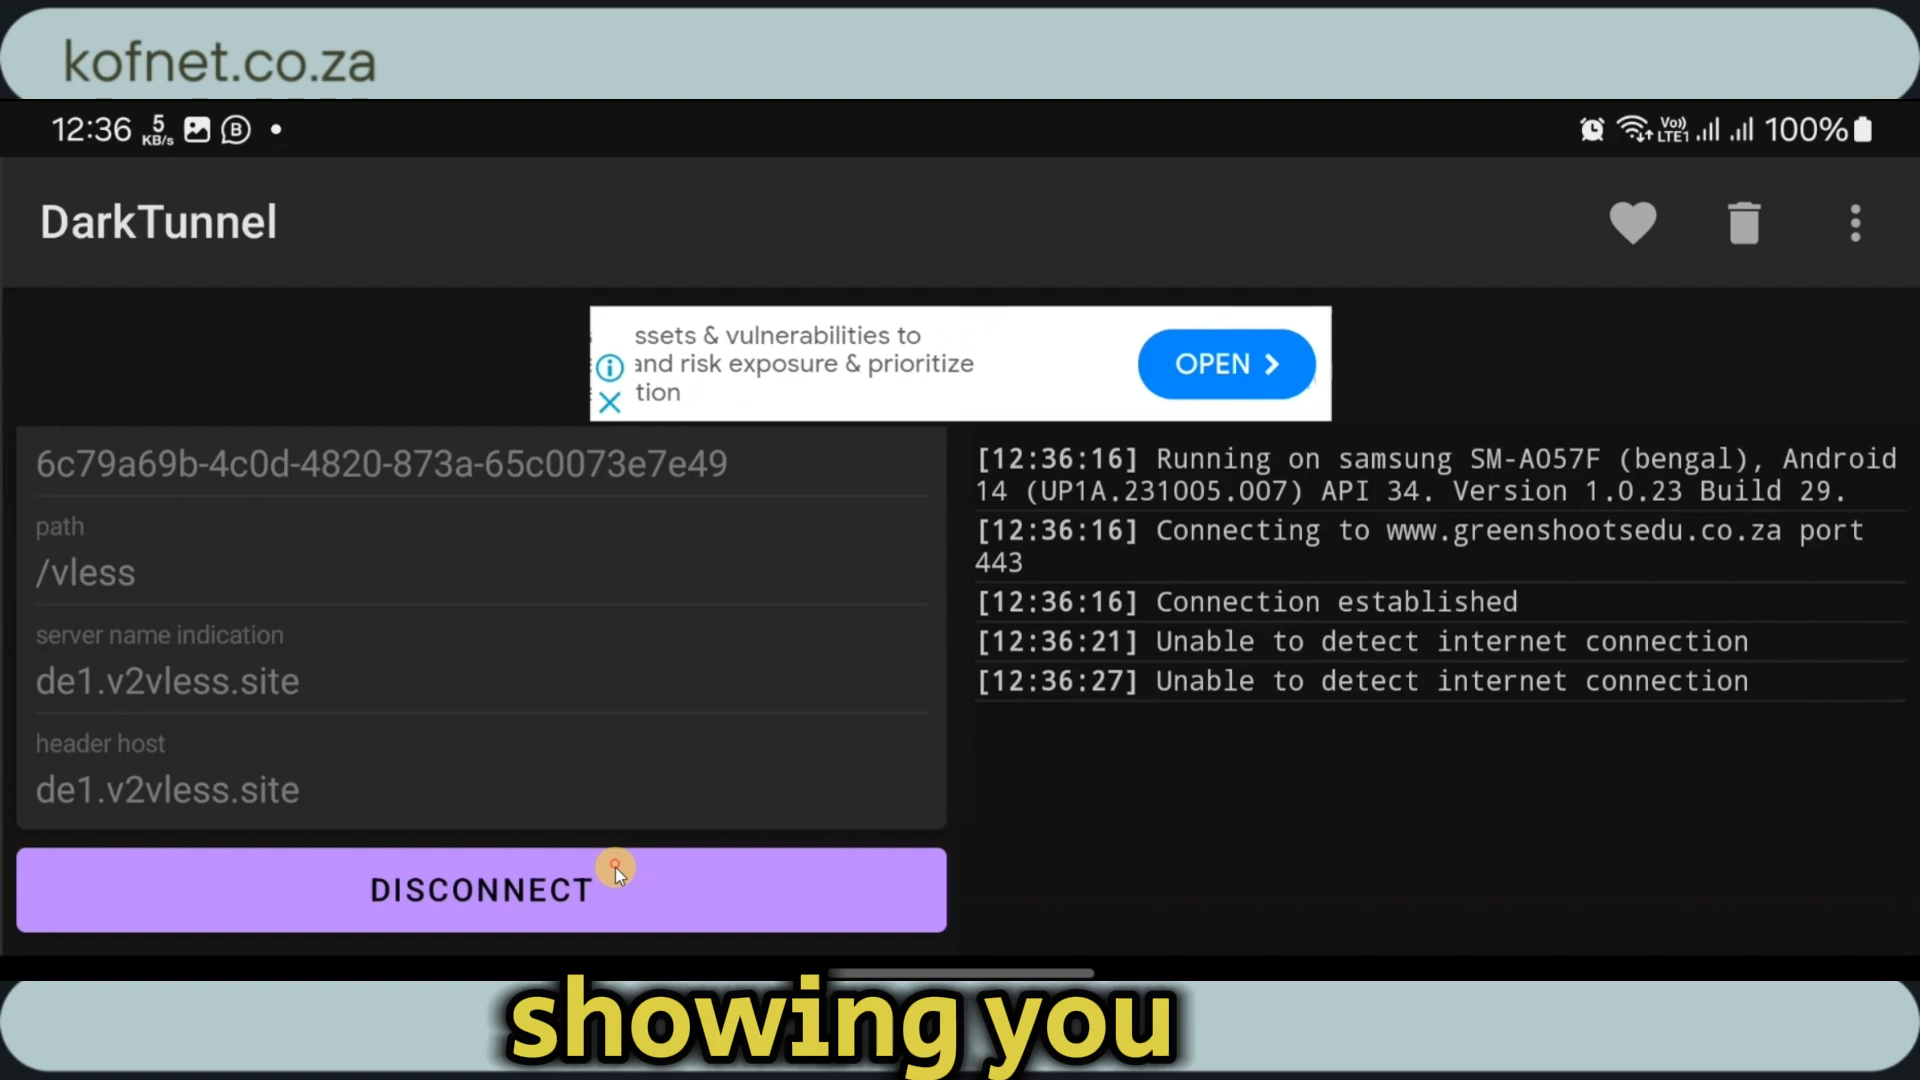 kofnet.co.za
12:36 5 KB/s B
Vo)) LTE1 100%
DarkTunnel
ssets & vulnerabilities to
and risk exposure & prioritize
tion
OPEN
6c79a69b-4c0d-4820-873a-65c0073e7e49
path
/vless
server name indication
de1.v2vless.site
header host
de1.v2vless.site
DISCONNECT
[12:36:16] Running on samsung SM-A057F (bengal), Android
14 (UP1A.231005.007) API 34. Version 1.0.23 Build 29.
[12:36:16] Connecting to www.greenshootsedu.co.za port
443
[12:36:16] Connection established
[12:36:21] Unable to detect internet connection
[12:36:27] Unable to detect internet connection
showing you